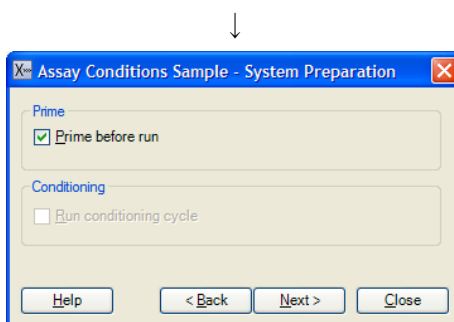 ↓
Assay Conditions Sample - System Preparation
Prime
Prime before run
Conditioning
Run conditioning cycle
Help
< Back
Next >
Close